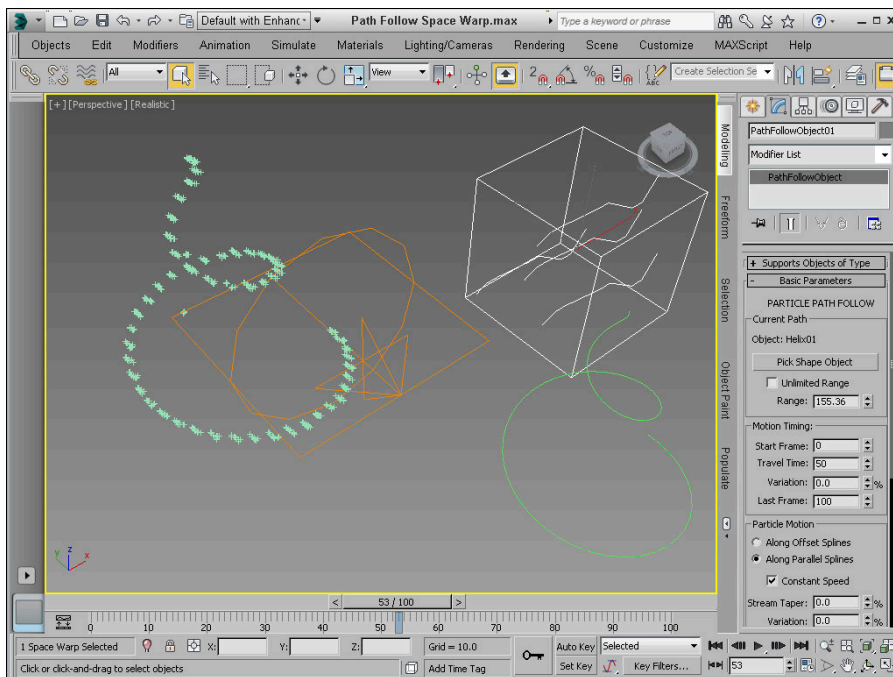 Default with Enhanc
Path Follow Space Warp.max
Type a keyword or phrase
Objects Edit Modifiers Animation Simulate Materials Lighting/Cameras Rendering Scene Customize MAXScript Help
All
View
2
%
ABC
Create Selection Se
[+] [Perspective] [Realistic]
Modeling
Freeform
Selection
Object Paint
Populate
z
x
PathFollowObject01
Modifier List
PathFollowObject
+ Supports Objects of Type
- Basic Parameters
PARTICLE PATH FOLLOW
Current Path
Object: Helix01
Pick Shape Object
Unlimited Range
Range: 155.36
Motion Timing:
Start Frame: 0
Travel Time: 50
Variation: 0.0 %
Last Frame: 100
Particle Motion
Along Offset Splines
Along Parallel Splines
Constant Speed
Stream Taper: 0.0 %
Variation: 0.0 %
< 53 / 100 >
0 10 20 30 40 50 60 70 80 90 100
1 Space Warp Selected X: Y: Z: Grid = 10.0 Auto Key Selected
Click or click-and-drag to select objects Add Time Tag Set Key Key Filters... 53